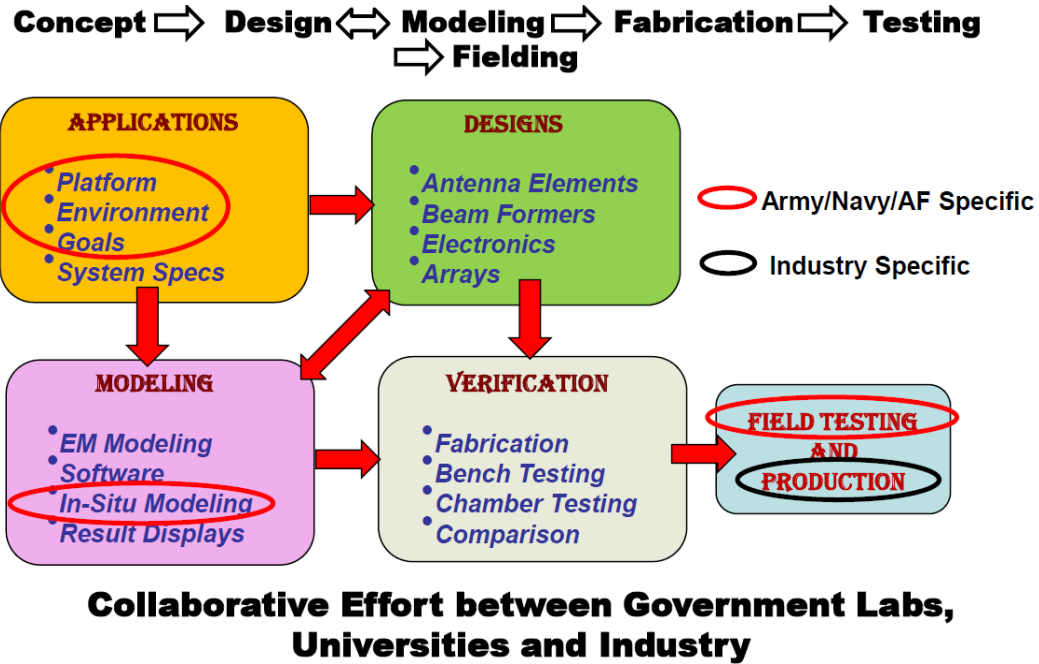 Concept Design Modeling Fabrication Testing
Fielding
APPLICATIONS
• Platform
• Environment
• Goals
• System Specs
DESIGNS
• Antenna Elements
• Beam Formers
• Electronics
• Arrays
Army/Navy/AF Specific
Industry Specific
MODELING
• EM Modeling
• Software
• In-Situ Modeling
• Result Displays
VERIFICATION
• Fabrication
• Bench Testing
• Chamber Testing
• Comparison
FIELD TESTING
AND
PRODUCTION
Collaborative Effort between Government Labs,
Universities and Industry